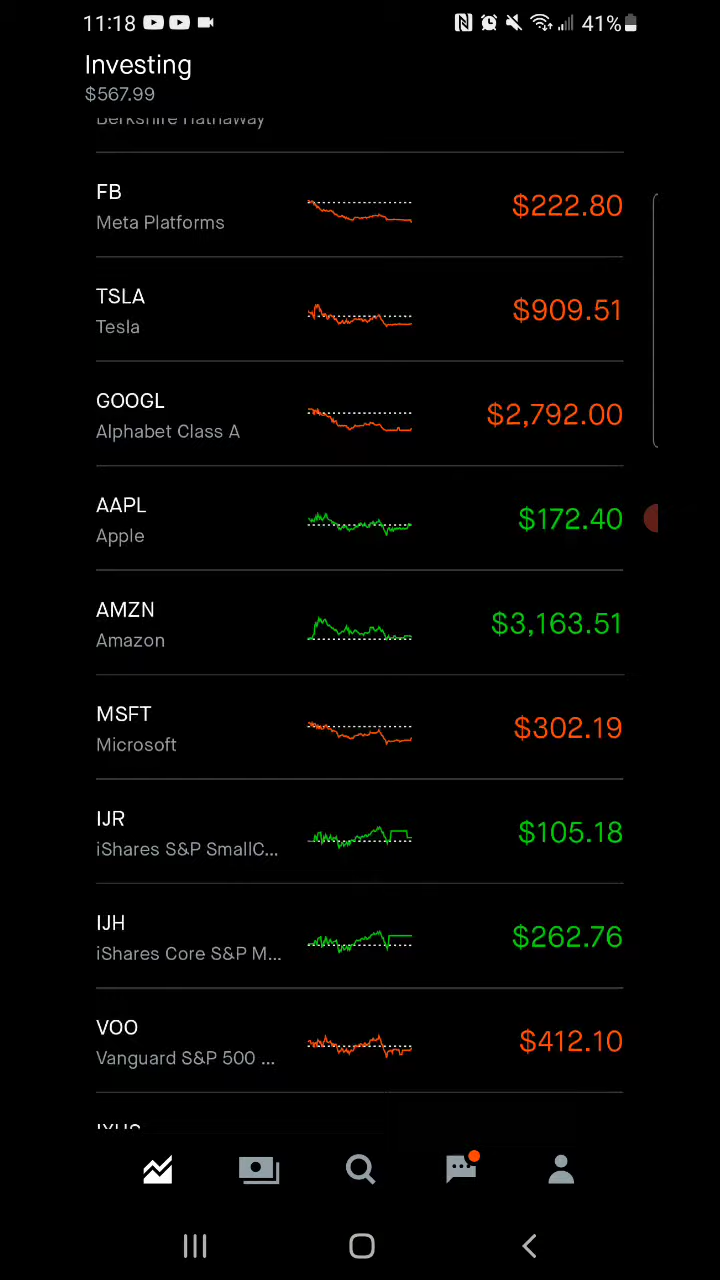 11:18 41%
Investing
$567.99
Berkshire Hathaway
FB $222.80
Meta Platforms
TSLA $909.51
Tesla
GOOGL $2,792.00
Alphabet Class A
AAPL $172.40
Apple
AMZN $3,163.51
Amazon
MSFT $302.19
Microsoft
IJR $105.18
iShares S&P SmallC...
IJH $262.76
iShares Core S&P M...
VOO $412.10
Vanguard S&P 500 ...